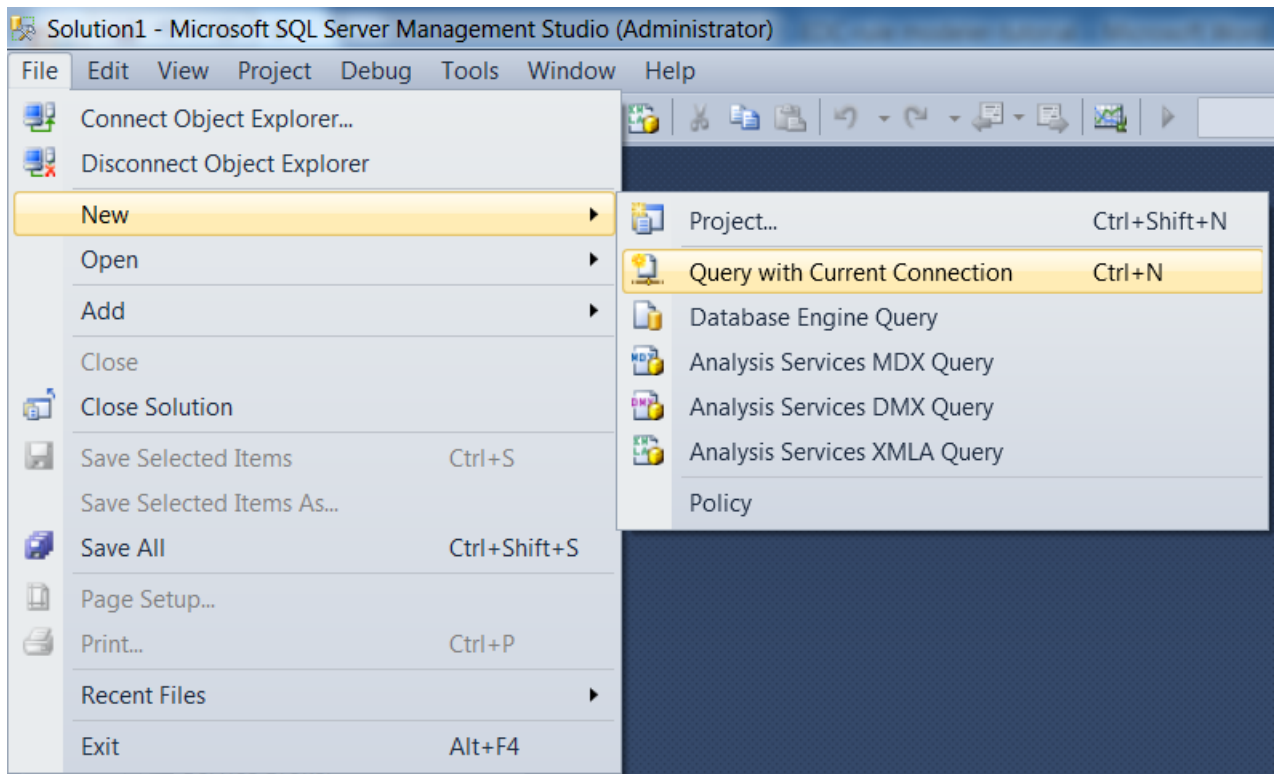 Solution1 - Microsoft SQL Server Management Studio (Administrator)
File Edit View Project Debug Tools Window Help
Connect Object Explorer...
Disconnect Object Explorer
New
Open
Add
Close
Close Solution
Save Selected Items Ctrl+S
Save Selected Items As...
Save All Ctrl+Shift+S
Page Setup...
Print... Ctrl+P
Recent Files
Exit Alt+F4
Project... Ctrl+Shift+N
Query with Current Connection Ctrl+N
Database Engine Query
Analysis Services MDX Query
Analysis Services DMX Query
Analysis Services XMLA Query
Policy